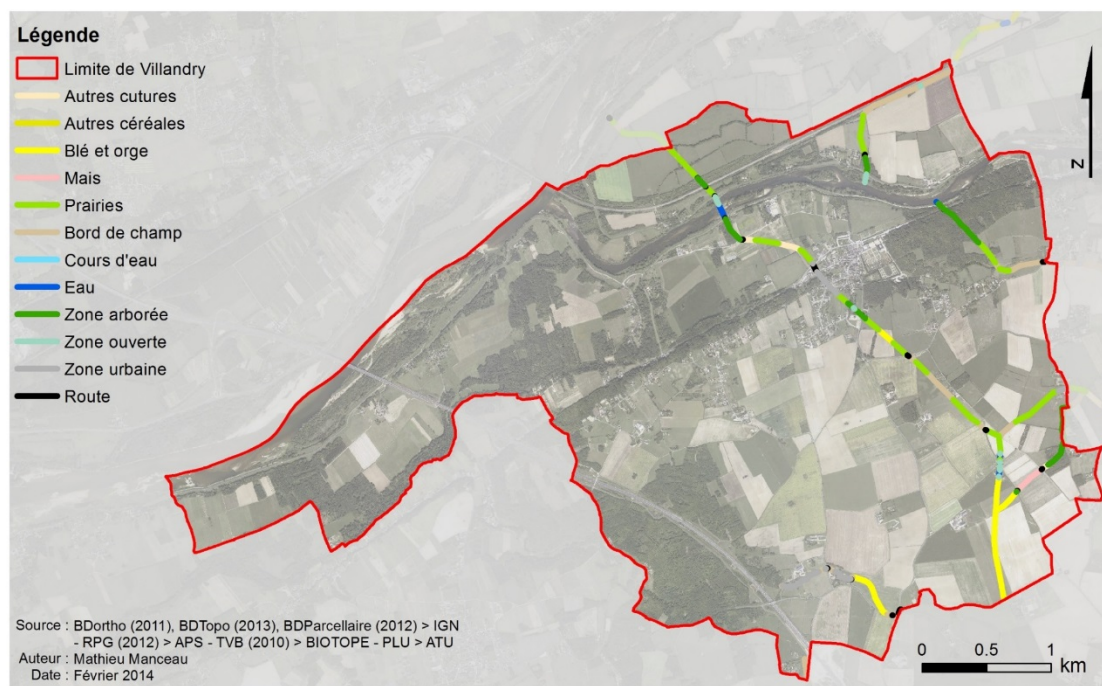 Légende
Limite de Villandry
Autres cutures
Autres céréales
Blé et orge
Mais
Prairies
Bord de champ
Cours d'eau
Eau
Zone arborée
Zone ouverte
Zone urbaine
Route
N
Source : BDortho (2011), BDTopo (2013), BDParcellaire (2012) > IGN
- RPG (2012) > APS - TVB (2010) > BIOTOPE - PLU > ATU
Auteur : Mathieu Manceau
Date : Février 2014
0 0.5 1
km